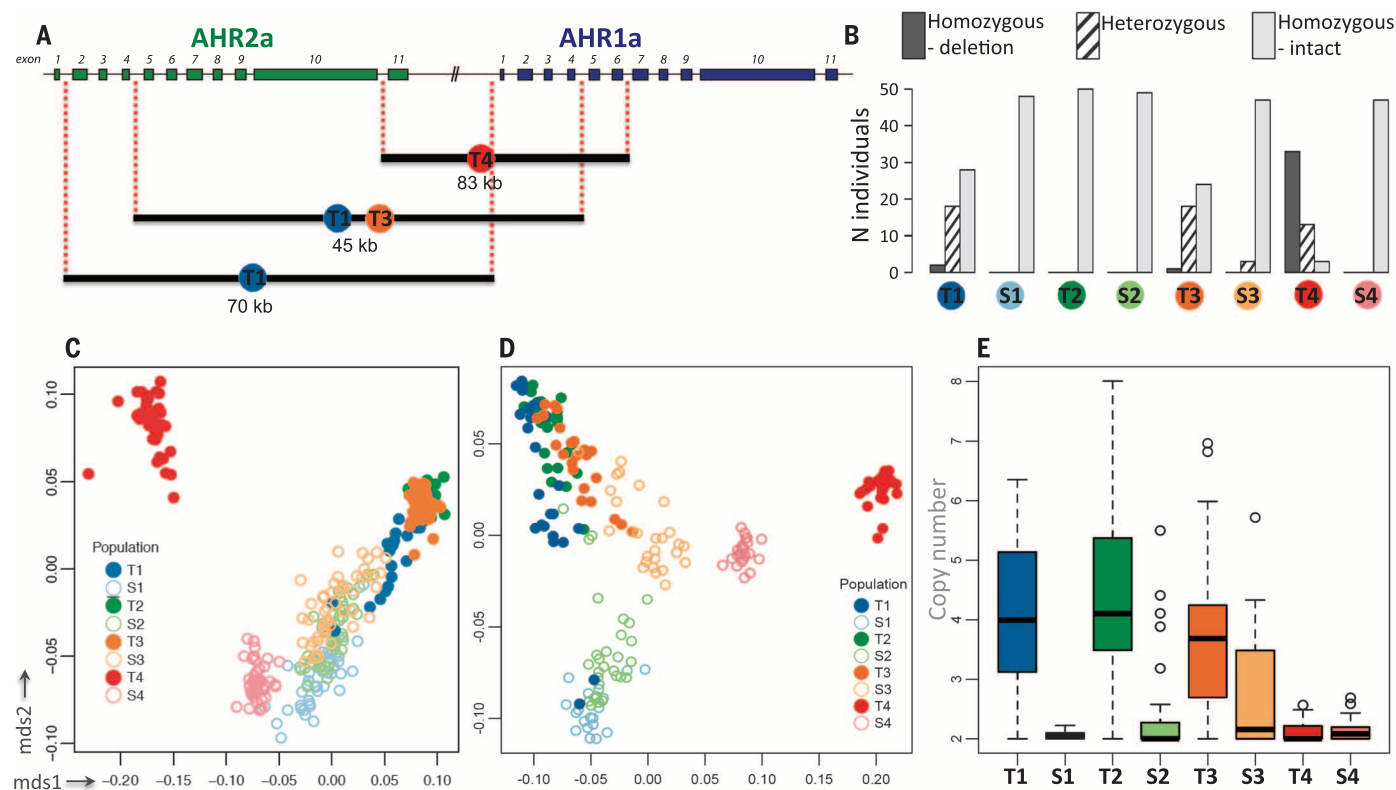 A
AHR2a
AHR1a
exon 1 2 3 4 5 6 7 8 9 10 11 1 2 3 4 5 6 7 8 9 10 11
//
T4
83 kb
T1 T3
45 kb
T1
70 kb
B
Homozygous - deletion
Heterozygous
Homozygous - intact
N individuals
50
40
30
20
10
0
T1 S1 T2 S2 T3 S3 T4 S4
C
0.10
0.05
0.00
−0.05
−0.10
mds2
Population
T1
S1
T2
S2
T3
S3
T4
S4
mds1
−0.20 −0.15 −0.10 −0.05 0.00 0.05 0.10
D
0.05
0.00
−0.05
−0.10
Population
T1
S1
T2
S2
T3
S3
T4
S4
−0.10 −0.05 0.00 0.05 0.10 0.15 0.20
E
Copy number
8
7
6
5
4
3
2
T1 S1 T2 S2 T3 S3 T4 S4